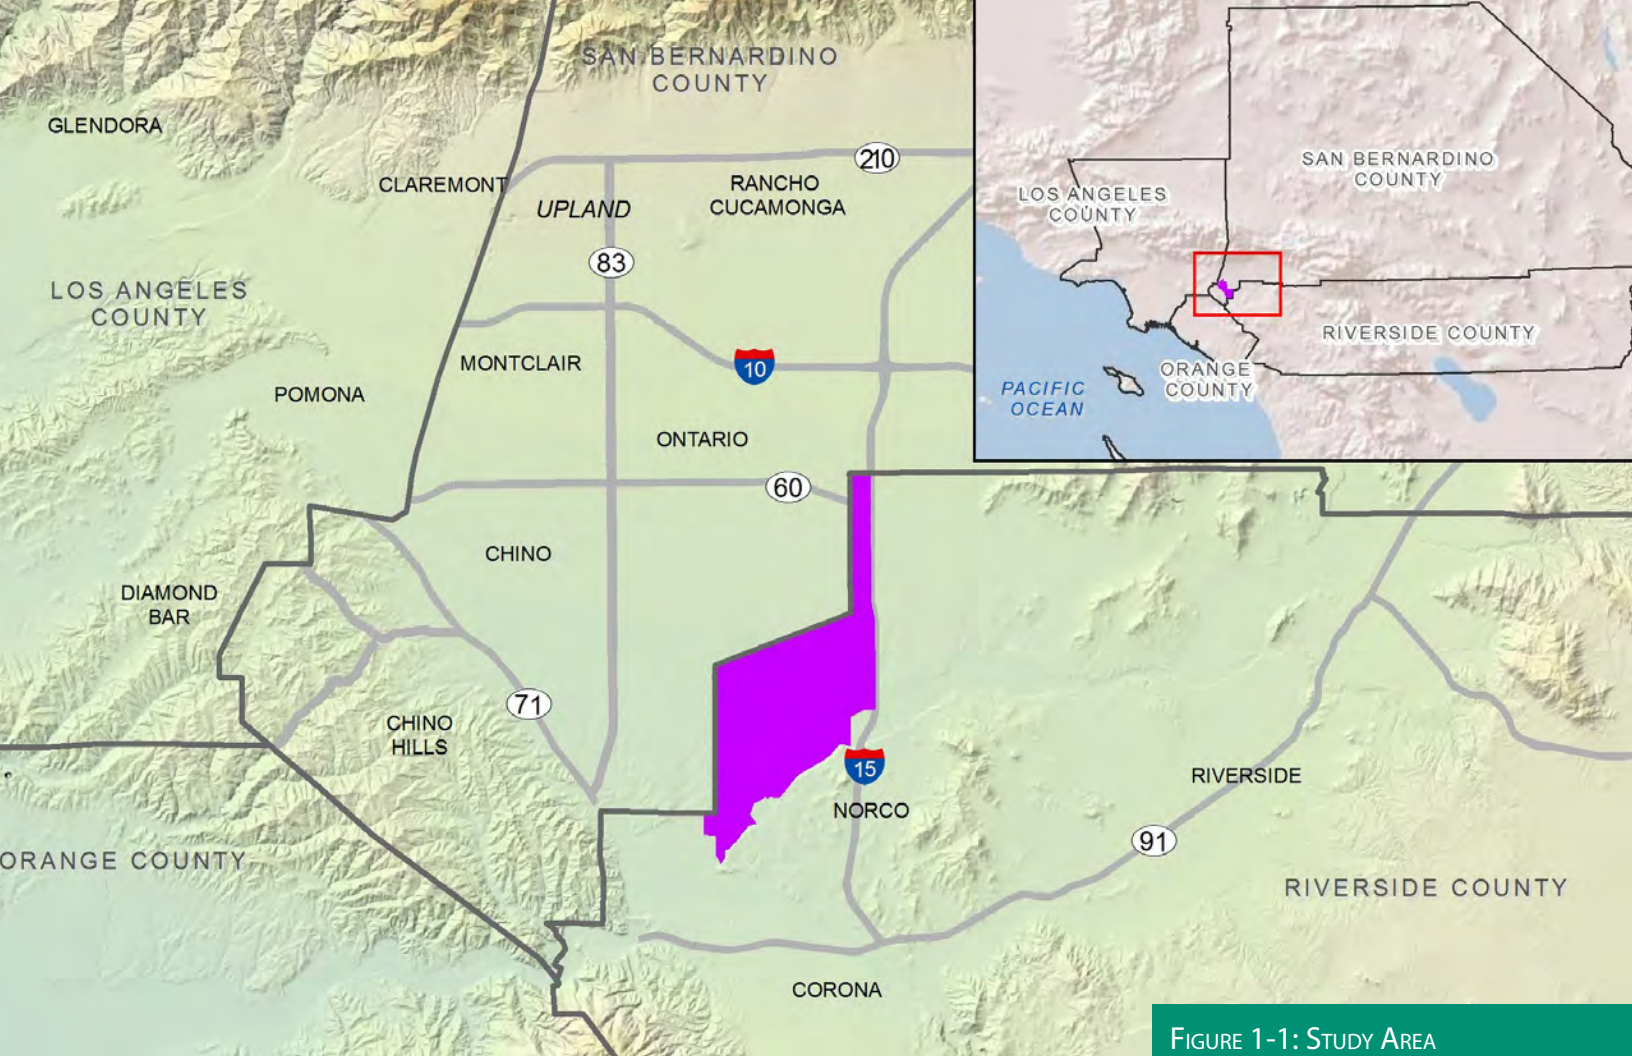 SAN BERNARDINO
COUNTY
GLENDORA
210
CLAREMONT
RANCHO
CUCAMONGA
UPLAND
83
LOS ANGELES
COUNTY
MONTCLAIR
10
POMONA
ONTARIO
60
CHINO
DIAMOND
BAR
71
CHINO
HILLS
15
NORCO
RIVERSIDE
91
ORANGE COUNTY
RIVERSIDE COUNTY
CORONA
SAN BERNARDINO
COUNTY
LOS ANGELES
COUNTY
RIVERSIDE COUNTY
ORANGE
COUNTY
PACIFIC
OCEAN
FIGURE 1-1: STUDY AREA